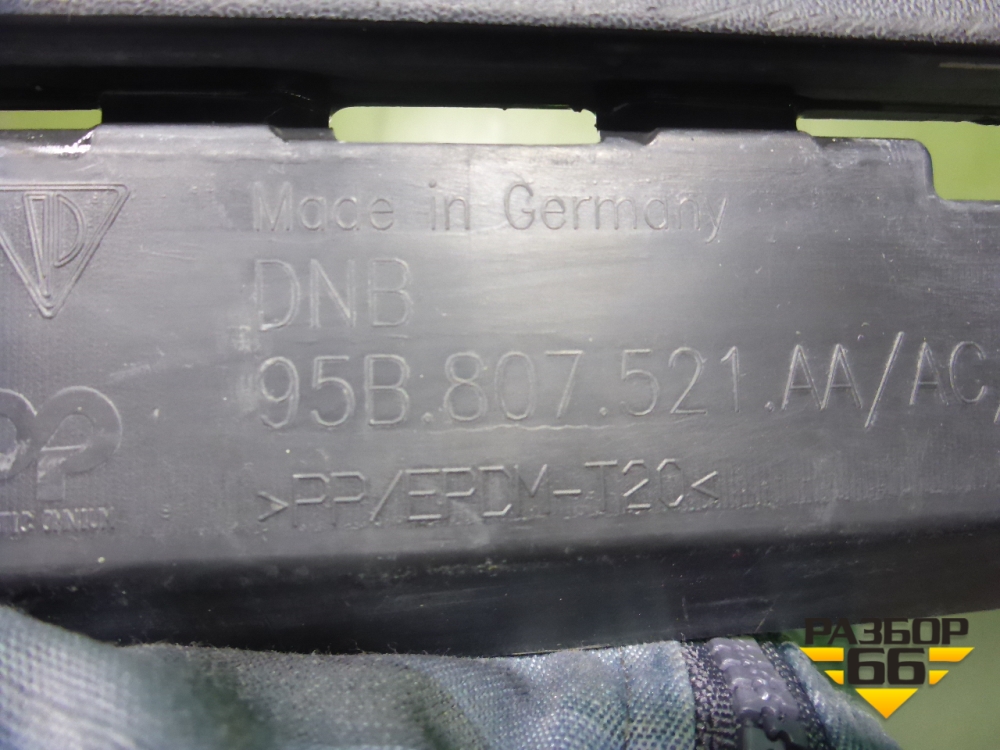 Made in Germany
DNB
95B.807.521.AA/AC
>PP/EPDM-T20<
РАЗБОР
66